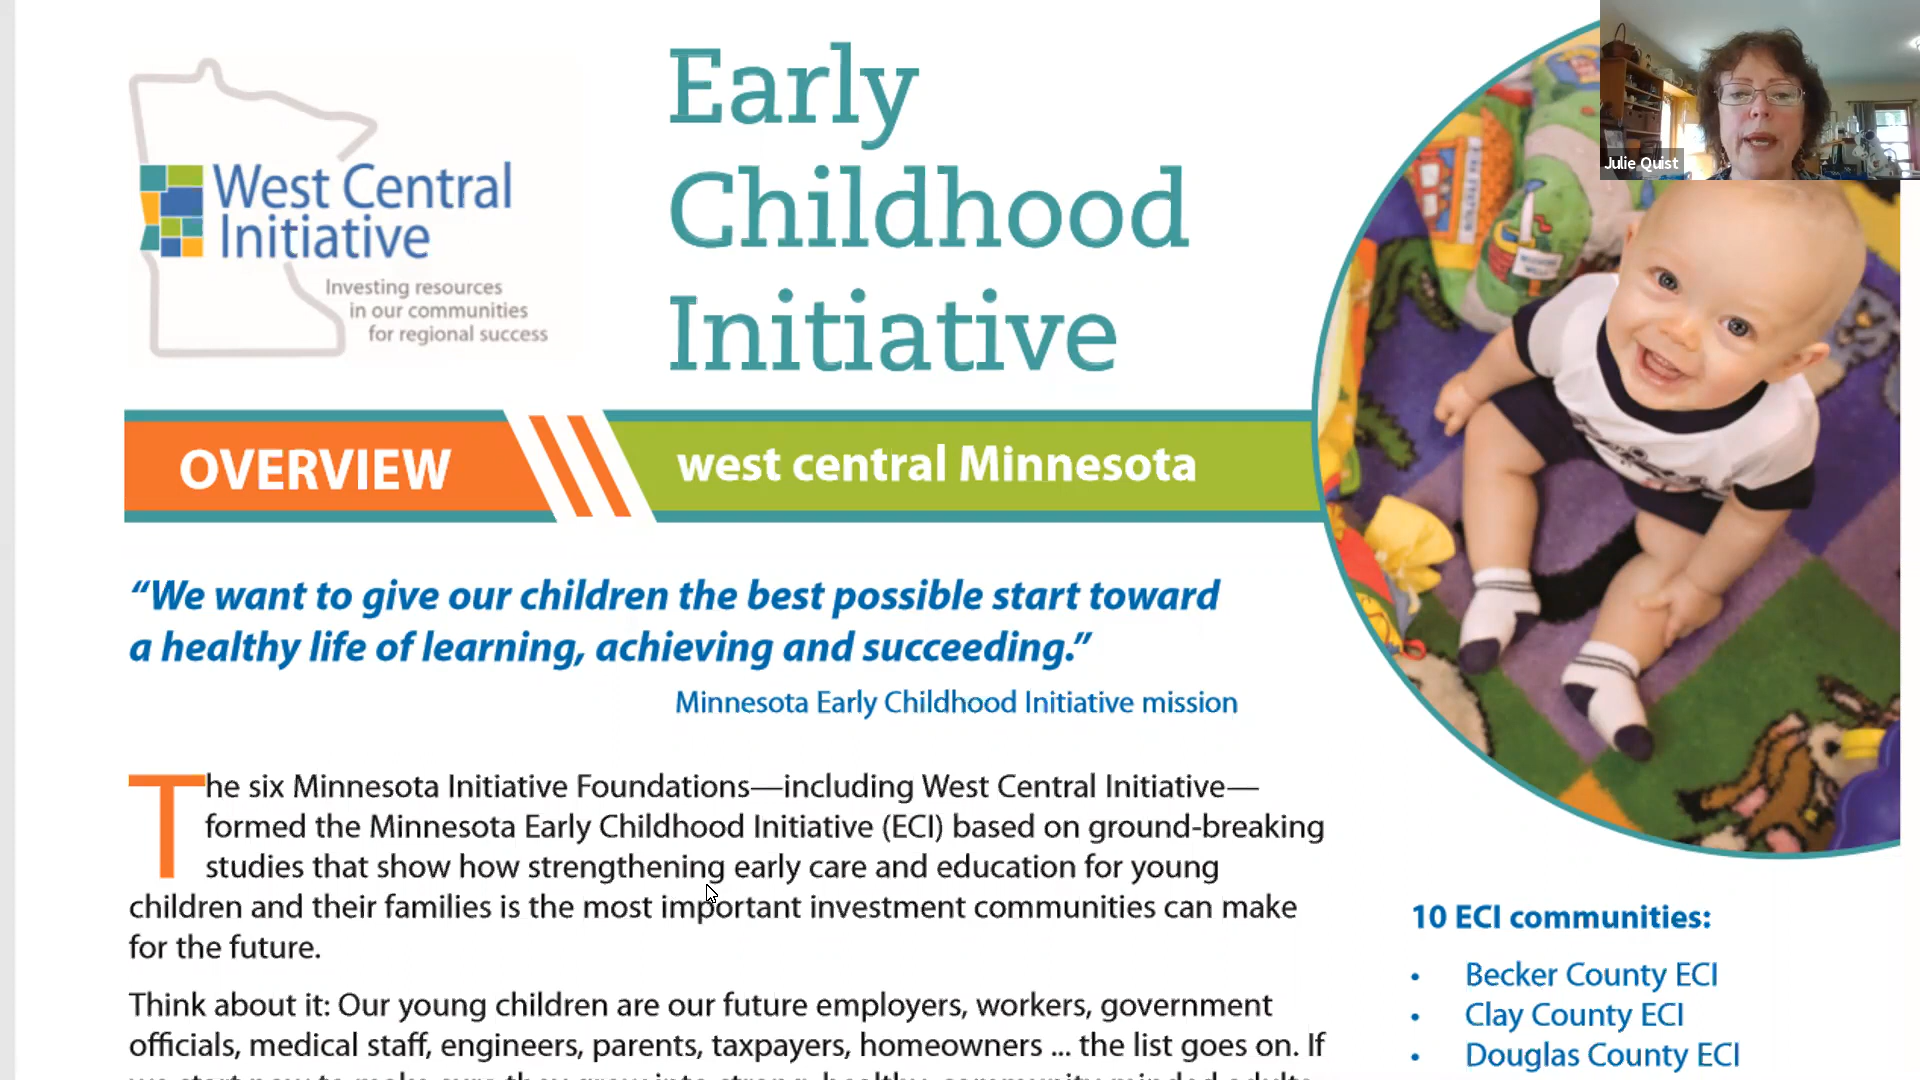 West Central
Initiative
Investing resources
in our communities
for regional success
Early
Childhood
Initiative
Julie Quist
OVERVIEW
west central Minnesota
“We want to give our children the best possible start toward
a healthy life of learning, achieving and succeeding.”
Minnesota Early Childhood Initiative mission
The six Minnesota Initiative Foundations—including West Central Initiative—
formed the Minnesota Early Childhood Initiative (ECI) based on ground-breaking
studies that show how strengthening early care and education for young
children and their families is the most important investment communities can make
for the future.
Think about it: Our young children are our future employers, workers, government
officials, medical staff, engineers, parents, taxpayers, homeowners ... the list goes on. If
10 ECI communities:
• Becker County ECI
• Clay County ECI
• Douglas County ECI